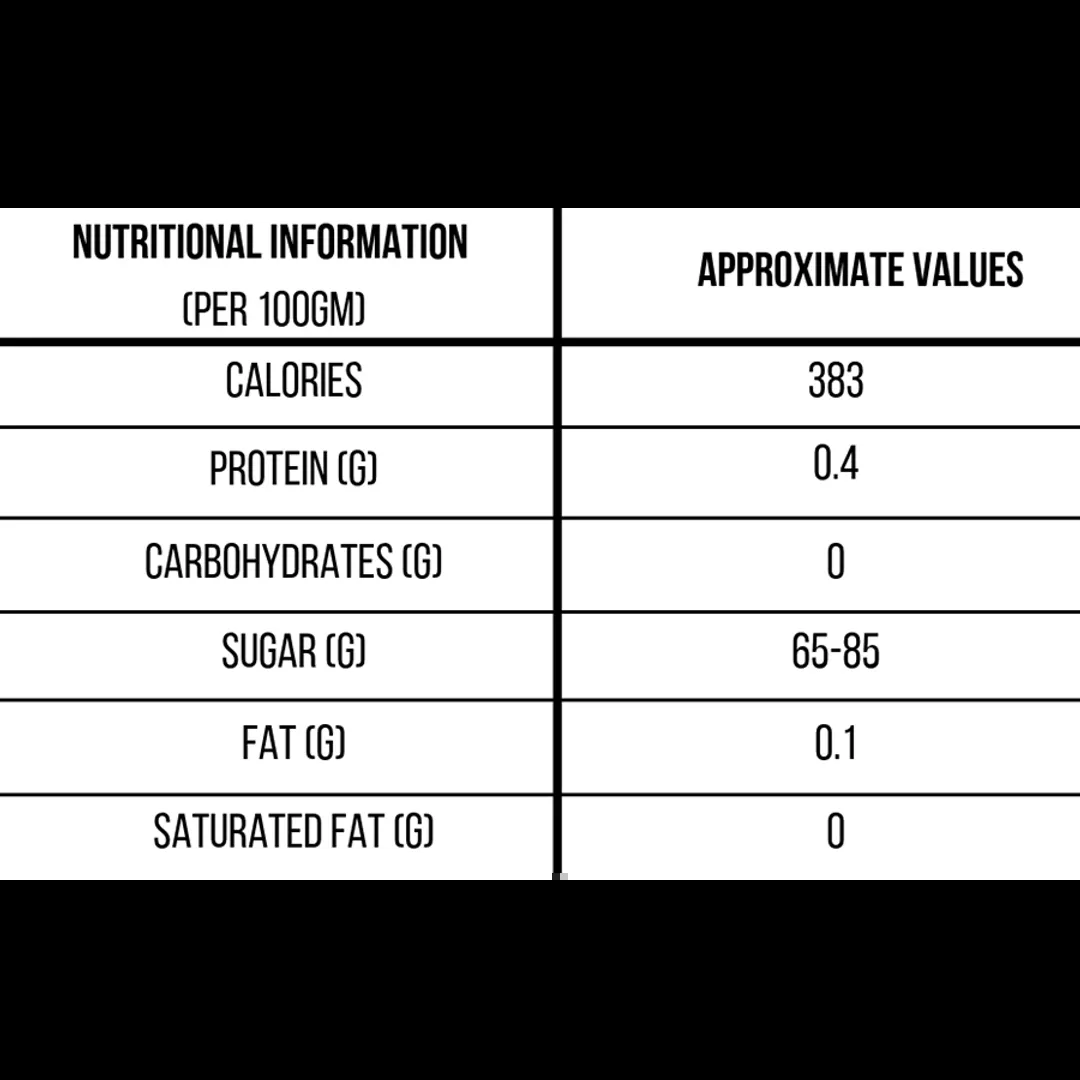 NUTRITIONAL INFORMATION
(PER 100GM)
APPROXIMATE VALUES
CALORIES
383
PROTEIN (G)
0.4
CARBOHYDRATES (G)
0
SUGAR (G)
65-85
FAT (G)
0.1
SATURATED FAT (G)
0